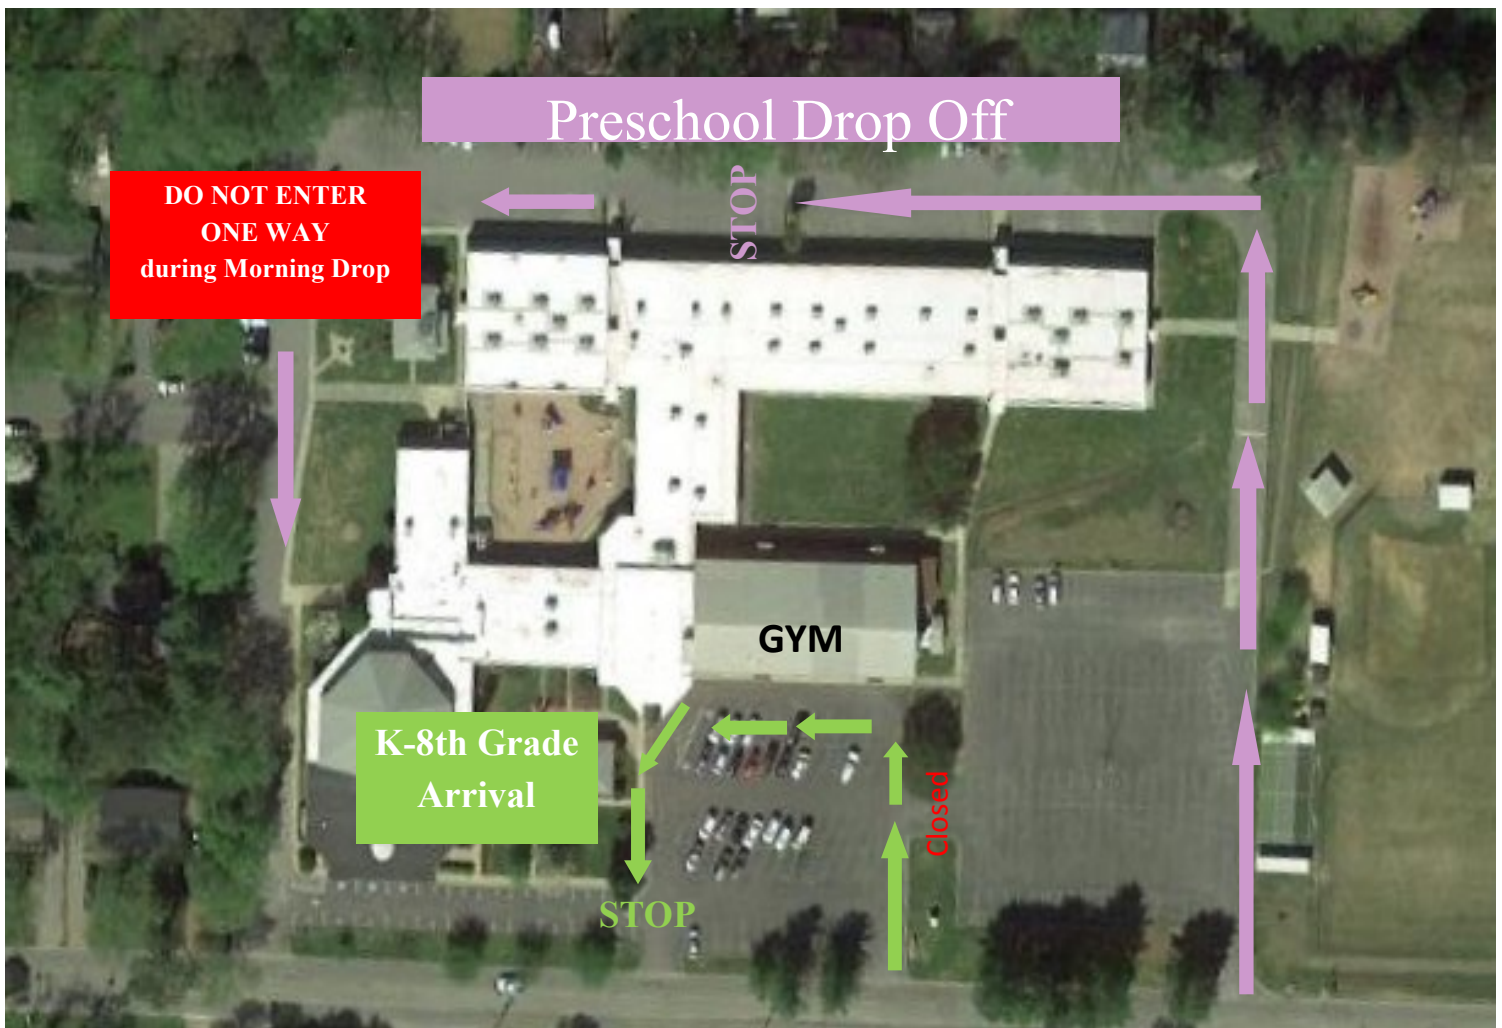 Preschool Drop Off
DO NOT ENTER
ONE WAY
during Morning Drop
STOP
GYM
K-8th Grade
Arrival
Closed
STOP